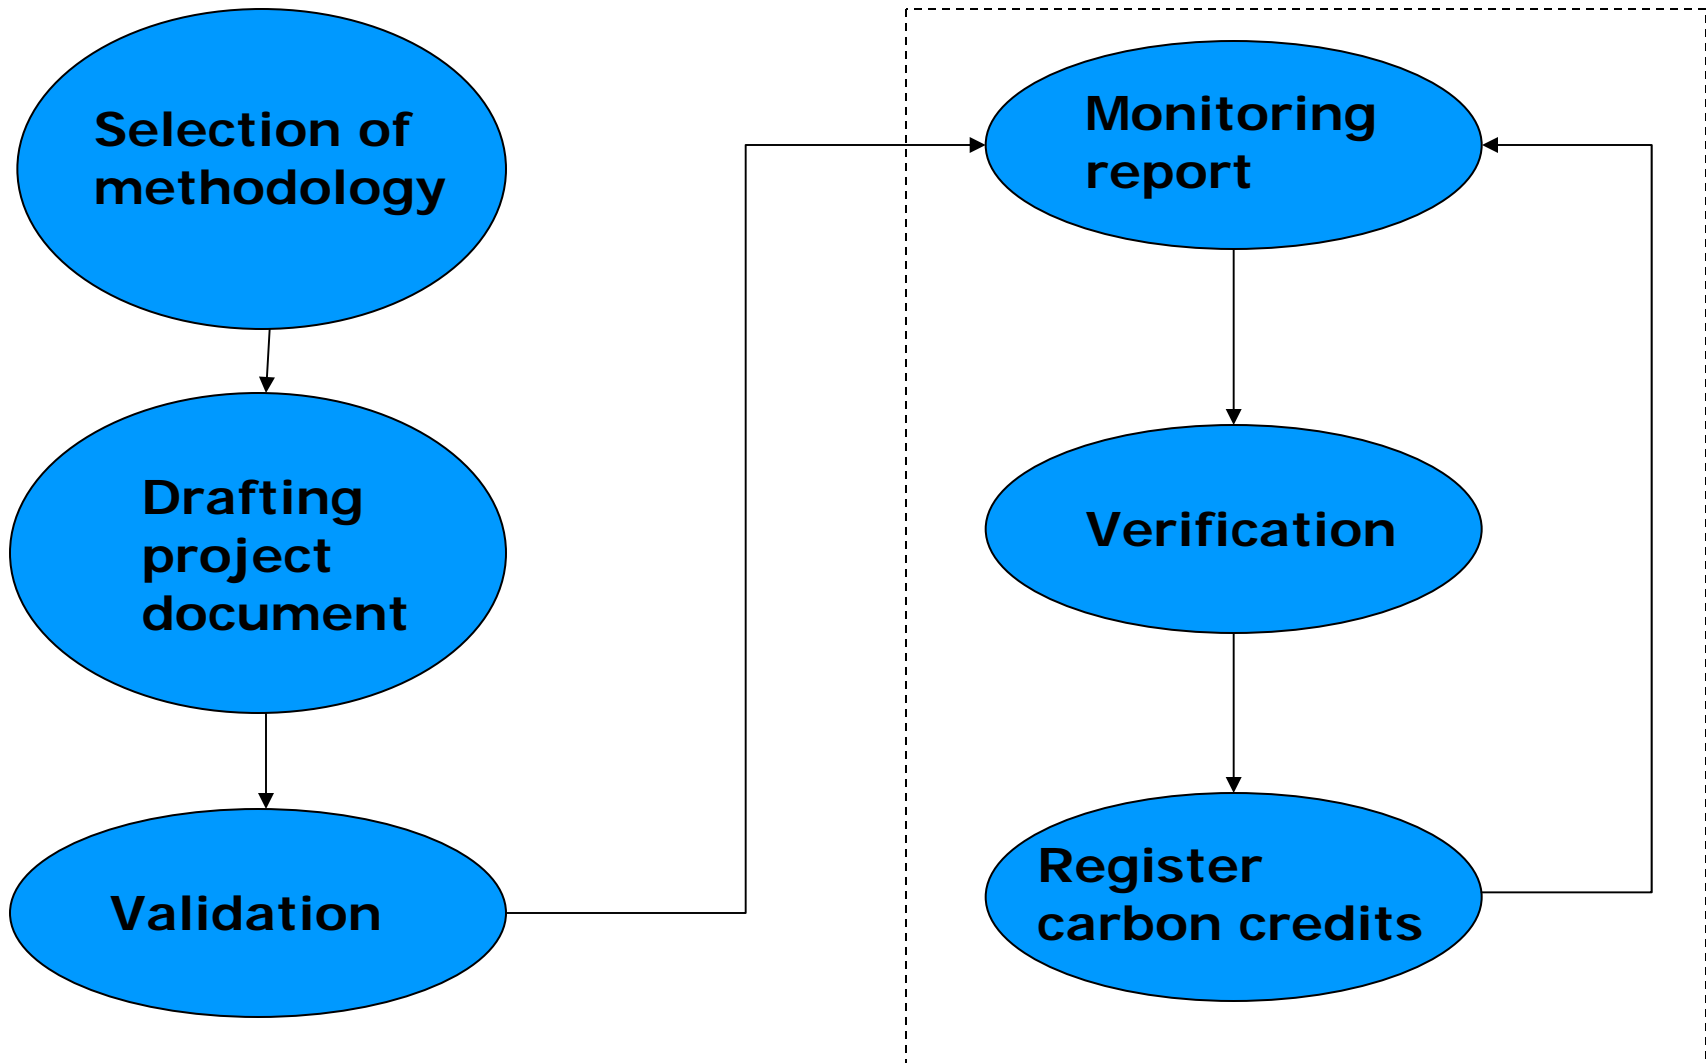 Selection of
methodology
Drafting
project
document
Validation
Monitoring
report
Verification
Register
carbon credits